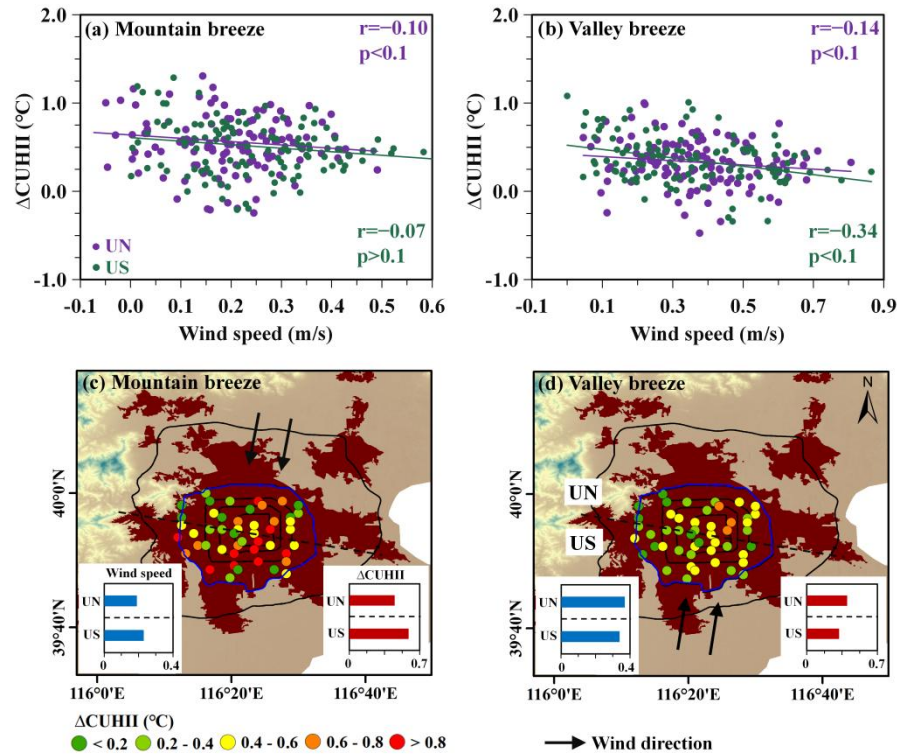 (a) Mountain breeze
r=−0.10
p<0.1
2.0
1.0
0.0
-1.0
ΔCUHII (℃)
UN
US
r=−0.07
p>0.1
-0.1 0.0 0.1 0.2 0.3 0.4 0.5 0.6
Wind speed (m/s)
(b) Valley breeze
r=−0.14
p<0.1
2.0
1.0
0.0
-1.0
ΔCUHII (℃)
r=−0.34
p<0.1
-0.1 0.1 0.3 0.5 0.7 0.9
Wind speed (m/s)
(c) Mountain breeze
40°0'N
39°40'N
Wind speed
UN
US
0 0.4
ΔCUHII
UN
US
0 0.7
116°0'E 116°20'E 116°40'E
(d) Valley breeze
N
40°0'N
39°40'N
UN
US
UN
US
0 0.4
UN
US
0 0.7
116°0'E 116°20'E 116°40'E
ΔCUHII (℃)
< 0.2 0.2 - 0.4 0.4 - 0.6 0.6 - 0.8 > 0.8
Wind direction